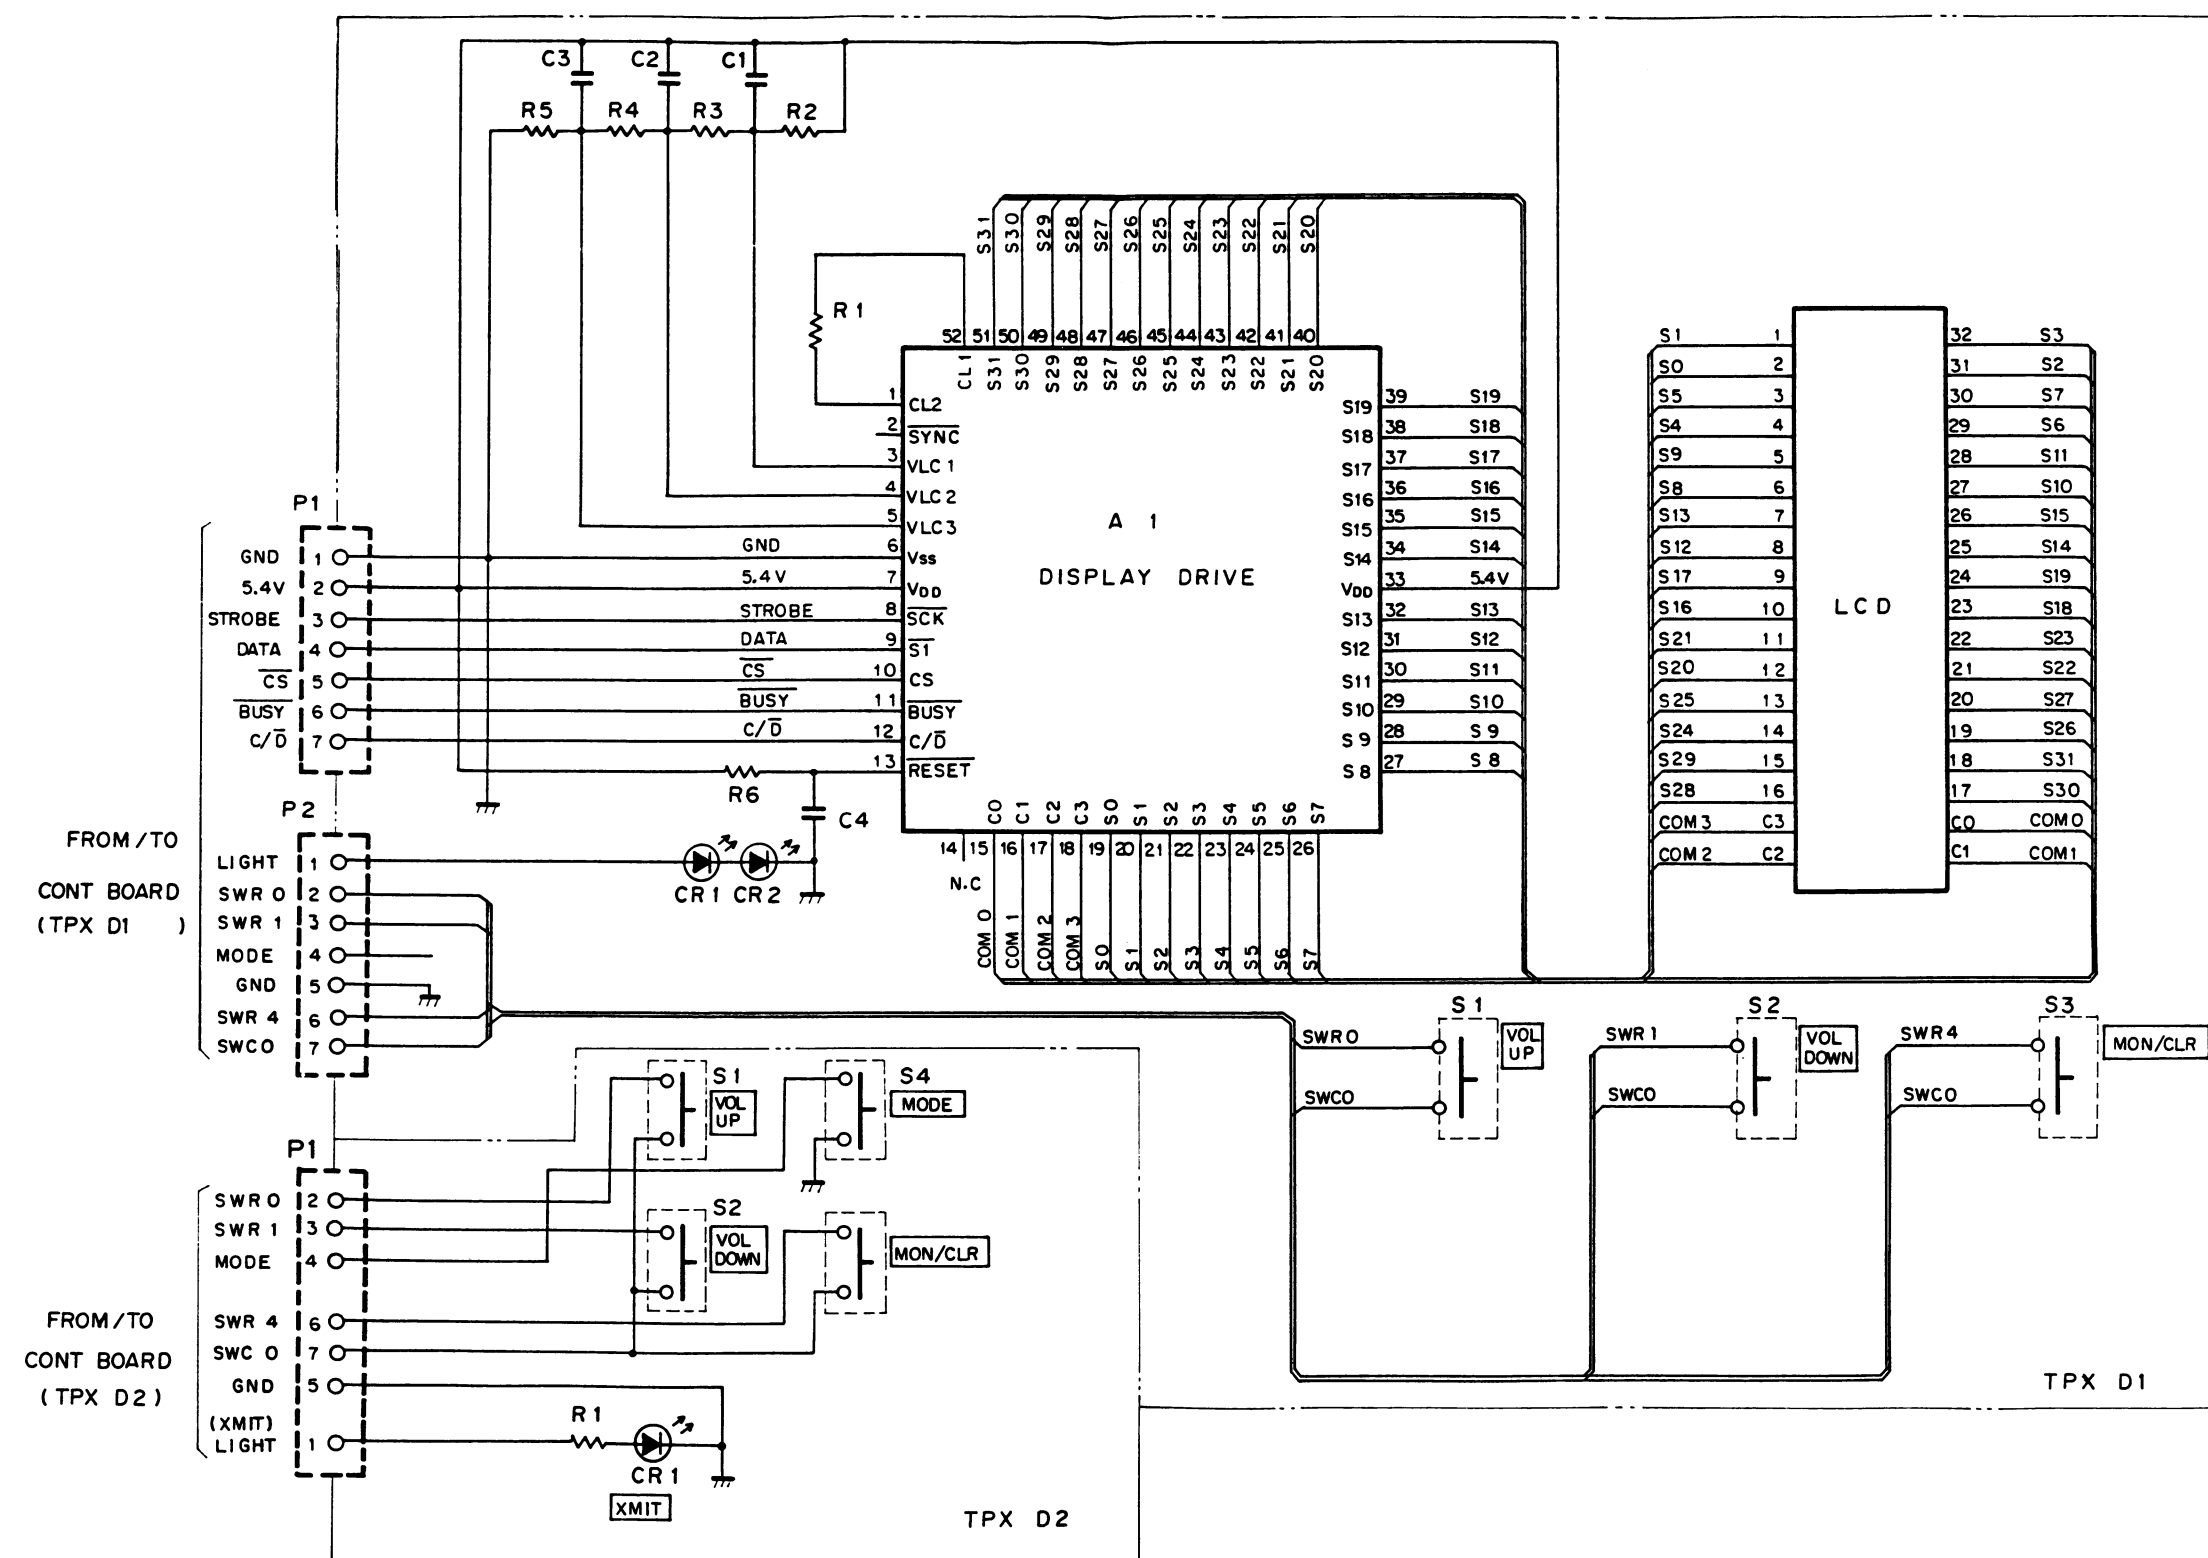 C3 C2 C1
R5 R4 R3 R2
R1
S31 S30 S29 S28 S27 S26 S25 S24 S23 S22 S21 S20
52 51 50 49 48 47 46 45 44 43 42 41 40
CL1 S31 S30 S29 S28 S27 S26 S25 S24 S23 S22 S21 S20
1 CL2
2 SYNC
3 VLC1
4 VLC2
5 VLC3
GND 6 Vss
5.4V 7 VDD
STROBE 8 SCK
DATA 9 S1
CS 10 CS
BUSY 11 BUSY
C/D 12 C/D
13 RESET
R6
C4
A 1
DISPLAY DRIVE
S19 39 S19
S18 38 S18
S17 37 S17
S16 36 S16
S15 35 S15
S14 34 S14
VDD 33 5.4V
S13 32 S13
S12 31 S12
S11 30 S11
S10 29 S10
S9 28 S9
S8 27 S8
C0 C1 C2 C3 S0 S1 S2 S3 S4 S5 S6 S7
14 15 16 17 18 19 20 21 22 23 24 25 26
N.C
COM 0 COM 1 COM 2 COM 3 S0 S1 S2 S3 S4 S5 S6 S7
LCD
S1 1
S0 2
S5 3
S4 4
S9 5
S8 6
S13 7
S12 8
S17 9
S16 10
S21 11
S20 12
S25 13
S24 14
S29 15
S28 16
COM3 C3
COM2 C2
32 S3
31 S2
30 S7
29 S6
28 S11
27 S10
26 S15
25 S14
24 S19
23 S18
22 S23
21 S22
20 S27
19 S26
18 S31
17 S30
C0 COM0
C1 COM1
P1
GND 1
5.4V 2
STROBE 3
DATA 4
CS 5
BUSY 6
C/D 7
P2
LIGHT 1
SWR 0 2
SWR 1 3
MODE 4
GND 5
SWR 4 6
SWC0 7
FROM/TO
CONT BOARD
(TPX D1 )
CR1 CR2
S1
VOL
UP
SWR0
SWC0
S2
VOL
DOWN
SWR1
SWC0
S3
MON/CLR
SWR4
SWC0
TPX D1
P1
SWR0 2
SWR 1 3
MODE 4
SWR 4 6
SWC 0 7
GND 5
(XMIT)
LIGHT 1
FROM/TO
CONT BOARD
(TPX D2)
S1
VOL
UP
S4
MODE
S2
VOL
DOWN
MON/CLR
R1
CR1
XMIT
TPX D2